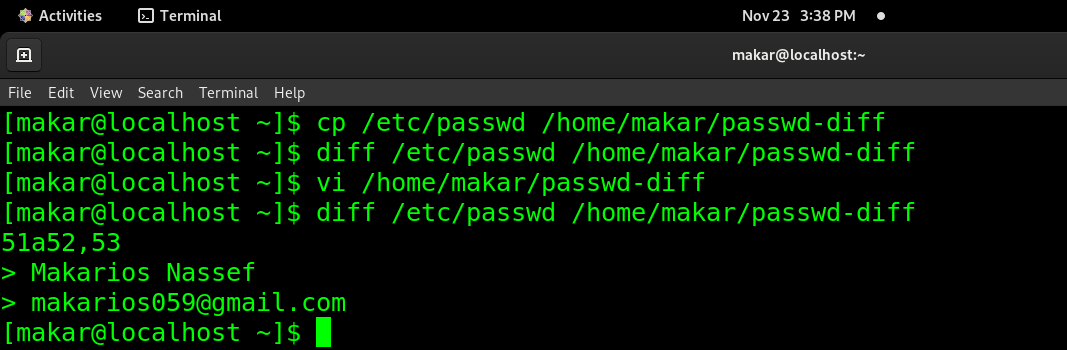 Activities Terminal Nov 23 3:38 PM
makar@localhost:~
File Edit View Search Terminal Help
[makar@localhost ~]$ cp /etc/passwd /home/makar/passwd-diff
[makar@localhost ~]$ diff /etc/passwd /home/makar/passwd-diff
[makar@localhost ~]$ vi /home/makar/passwd-diff
[makar@localhost ~]$ diff /etc/passwd /home/makar/passwd-diff
51a52,53
> Makarios Nassef
> makarios059@gmail.com
[makar@localhost ~]$